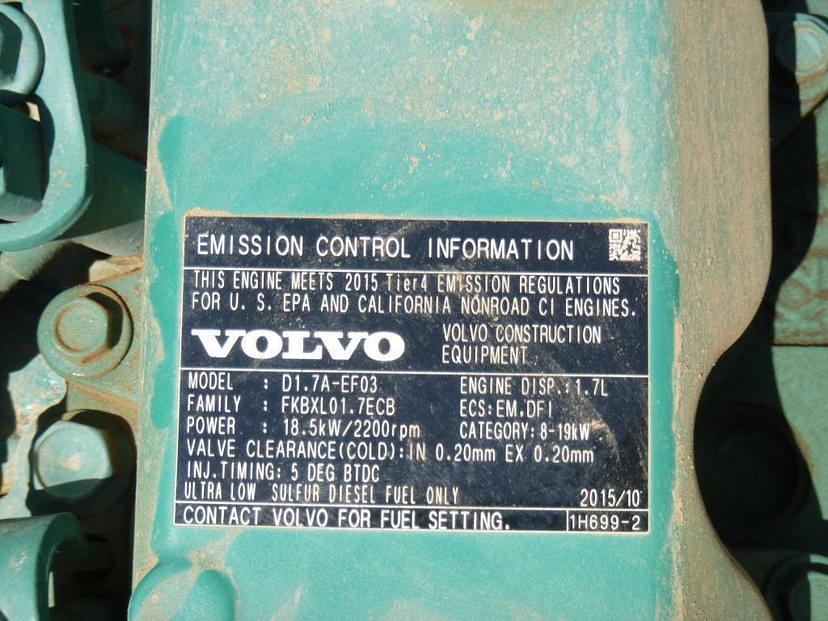 EMISSION CONTROL INFORMATION
THIS ENGINE MEETS 2015 Tier4 EMISSION REGULATIONS
FOR U. S. EPA AND CALIFORNIA NONROAD CI ENGINES.
VOLVO
VOLVO CONSTRUCTION
EQUIPMENT
MODEL : D1.7A-EF03 ENGINE DISP.:1.7L
FAMILY : FKBXL01.7ECB ECS:EM,DFI
POWER : 18.5kW/2200rpm CATEGORY: 8-19kW
VALVE CLEARANCE(COLD):IN 0.20mm EX 0.20mm
INJ.TIMING: 5 DEG BTDC
ULTRA LOW SULFUR DIESEL FUEL ONLY 2015/10
CONTACT VOLVO FOR FUEL SETTING. 1H699-2